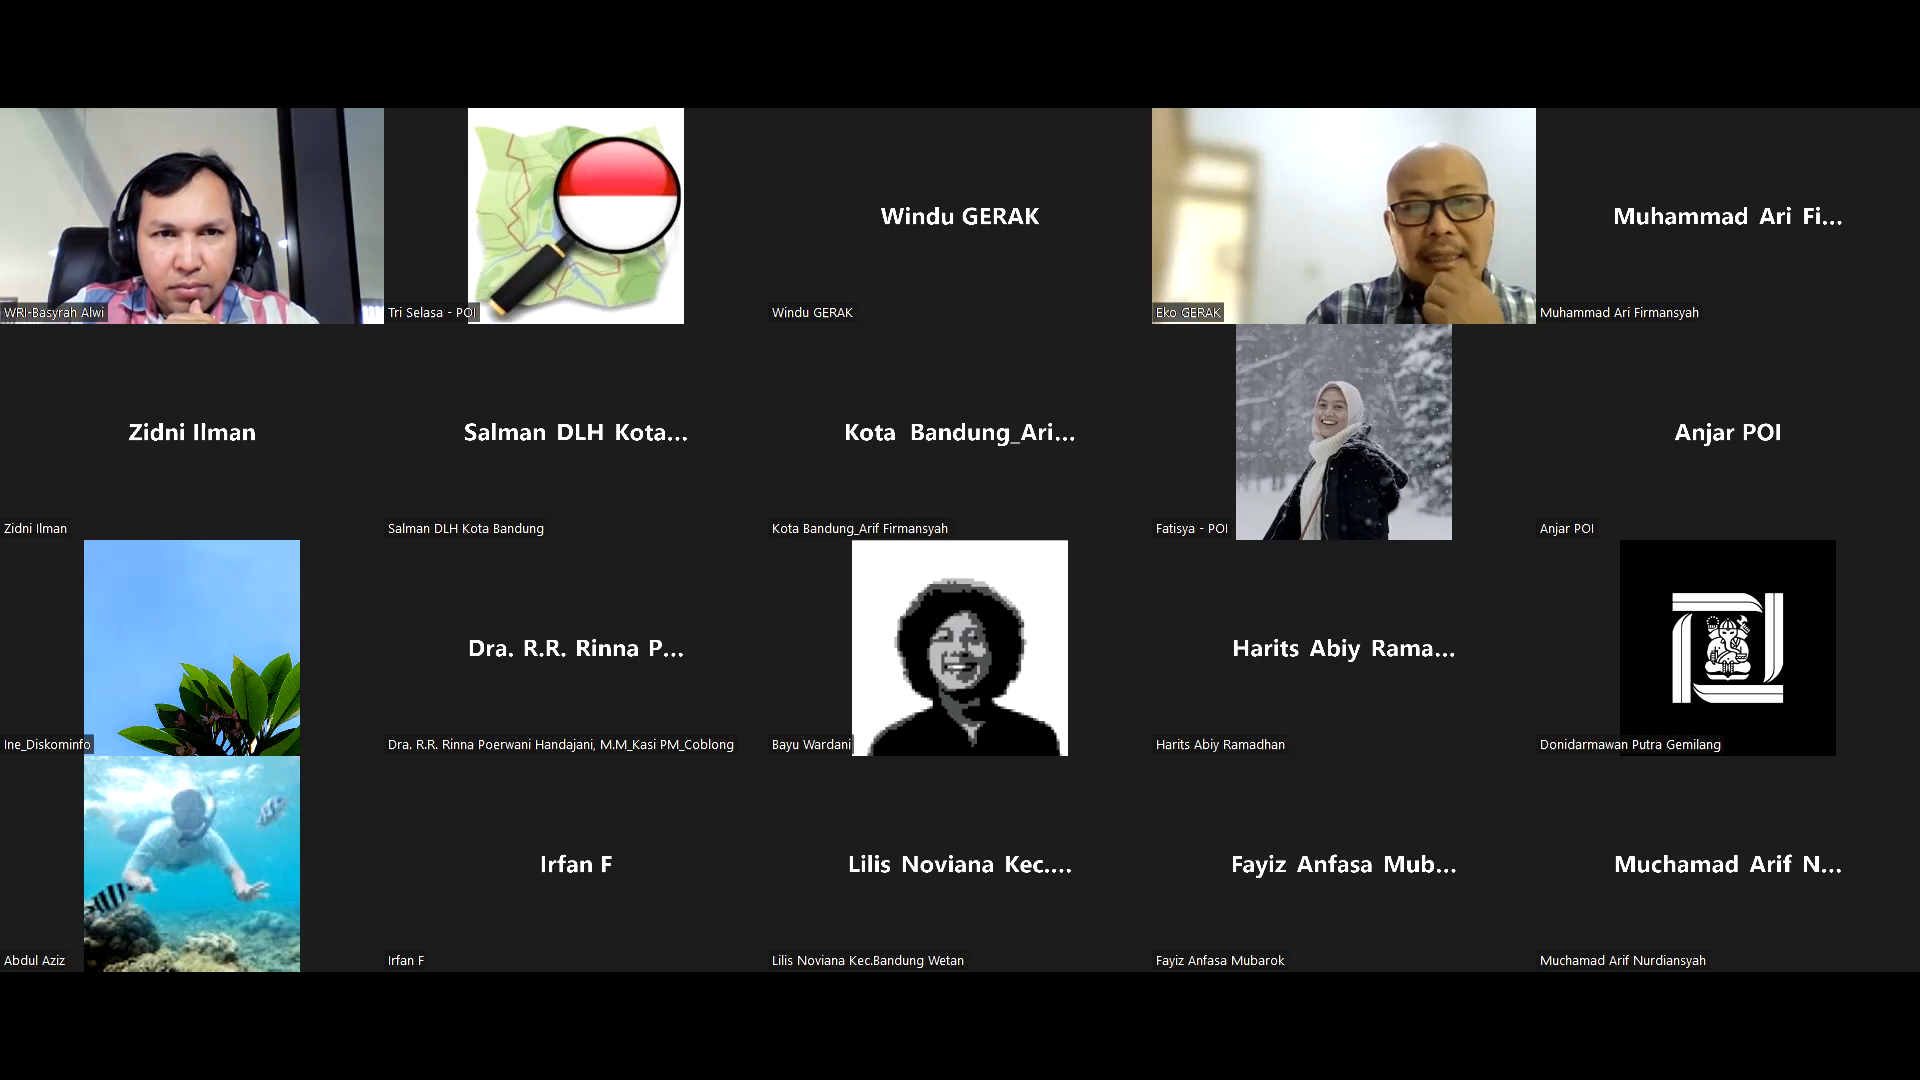 WRI-Basyrah Alwi
Tri Selasa - POI
Windu GERAK
Windu GERAK
Eko GERAK
Muhammad Ari Fi...
Muhammad Ari Firmansyah
Zidni Ilman
Zidni Ilman
Salman DLH Kota...
Salman DLH Kota Bandung
Kota Bandung_Ari...
Kota Bandung_Arif Firmansyah
Fatisya - POI
Anjar POI
Anjar POI
Ine_Diskominfo
Dra. R.R. Rinna P...
Dra. R.R. Rinna Poerwani Handajani, M.M_Kasi PM_Coblong
Bayu Wardani
Harits Abiy Rama...
Harits Abiy Ramadhan
Donidarmawan Putra Gemilang
Abdul Aziz
Irfan F
Irfan F
Lilis Noviana Kec....
Lilis Noviana Kec.Bandung Wetan
Fayiz Anfasa Mub...
Fayiz Anfasa Mubarok
Muchamad Arif N...
Muchamad Arif Nurdiansyah